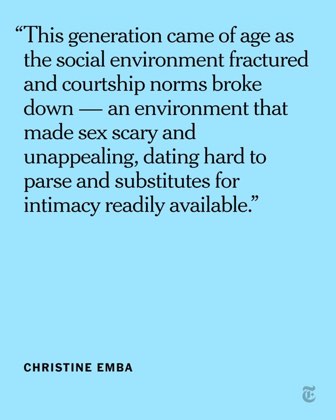 “This generation came of age as
the social environment fractured
and courtship norms broke
down — an environment that
made sex scary and
unappealing, dating hard to
parse and substitutes for
intimacy readily available.”
CHRISTINE EMBA
T